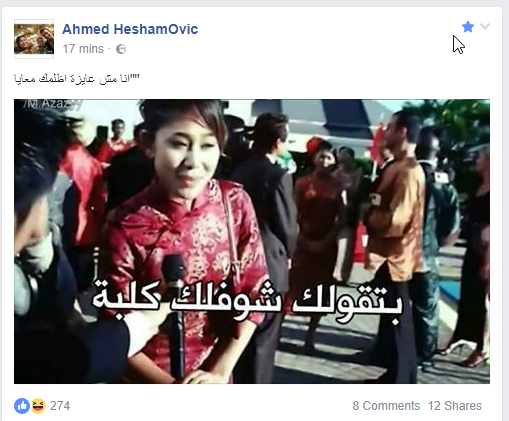 Ahmed HeshamOvic
17 mins ·
"انا مش عايزة اظلمك معايا"
/M.Azazy/
بتقولك شوفلك كلبة
274
8 Comments 12 Shares